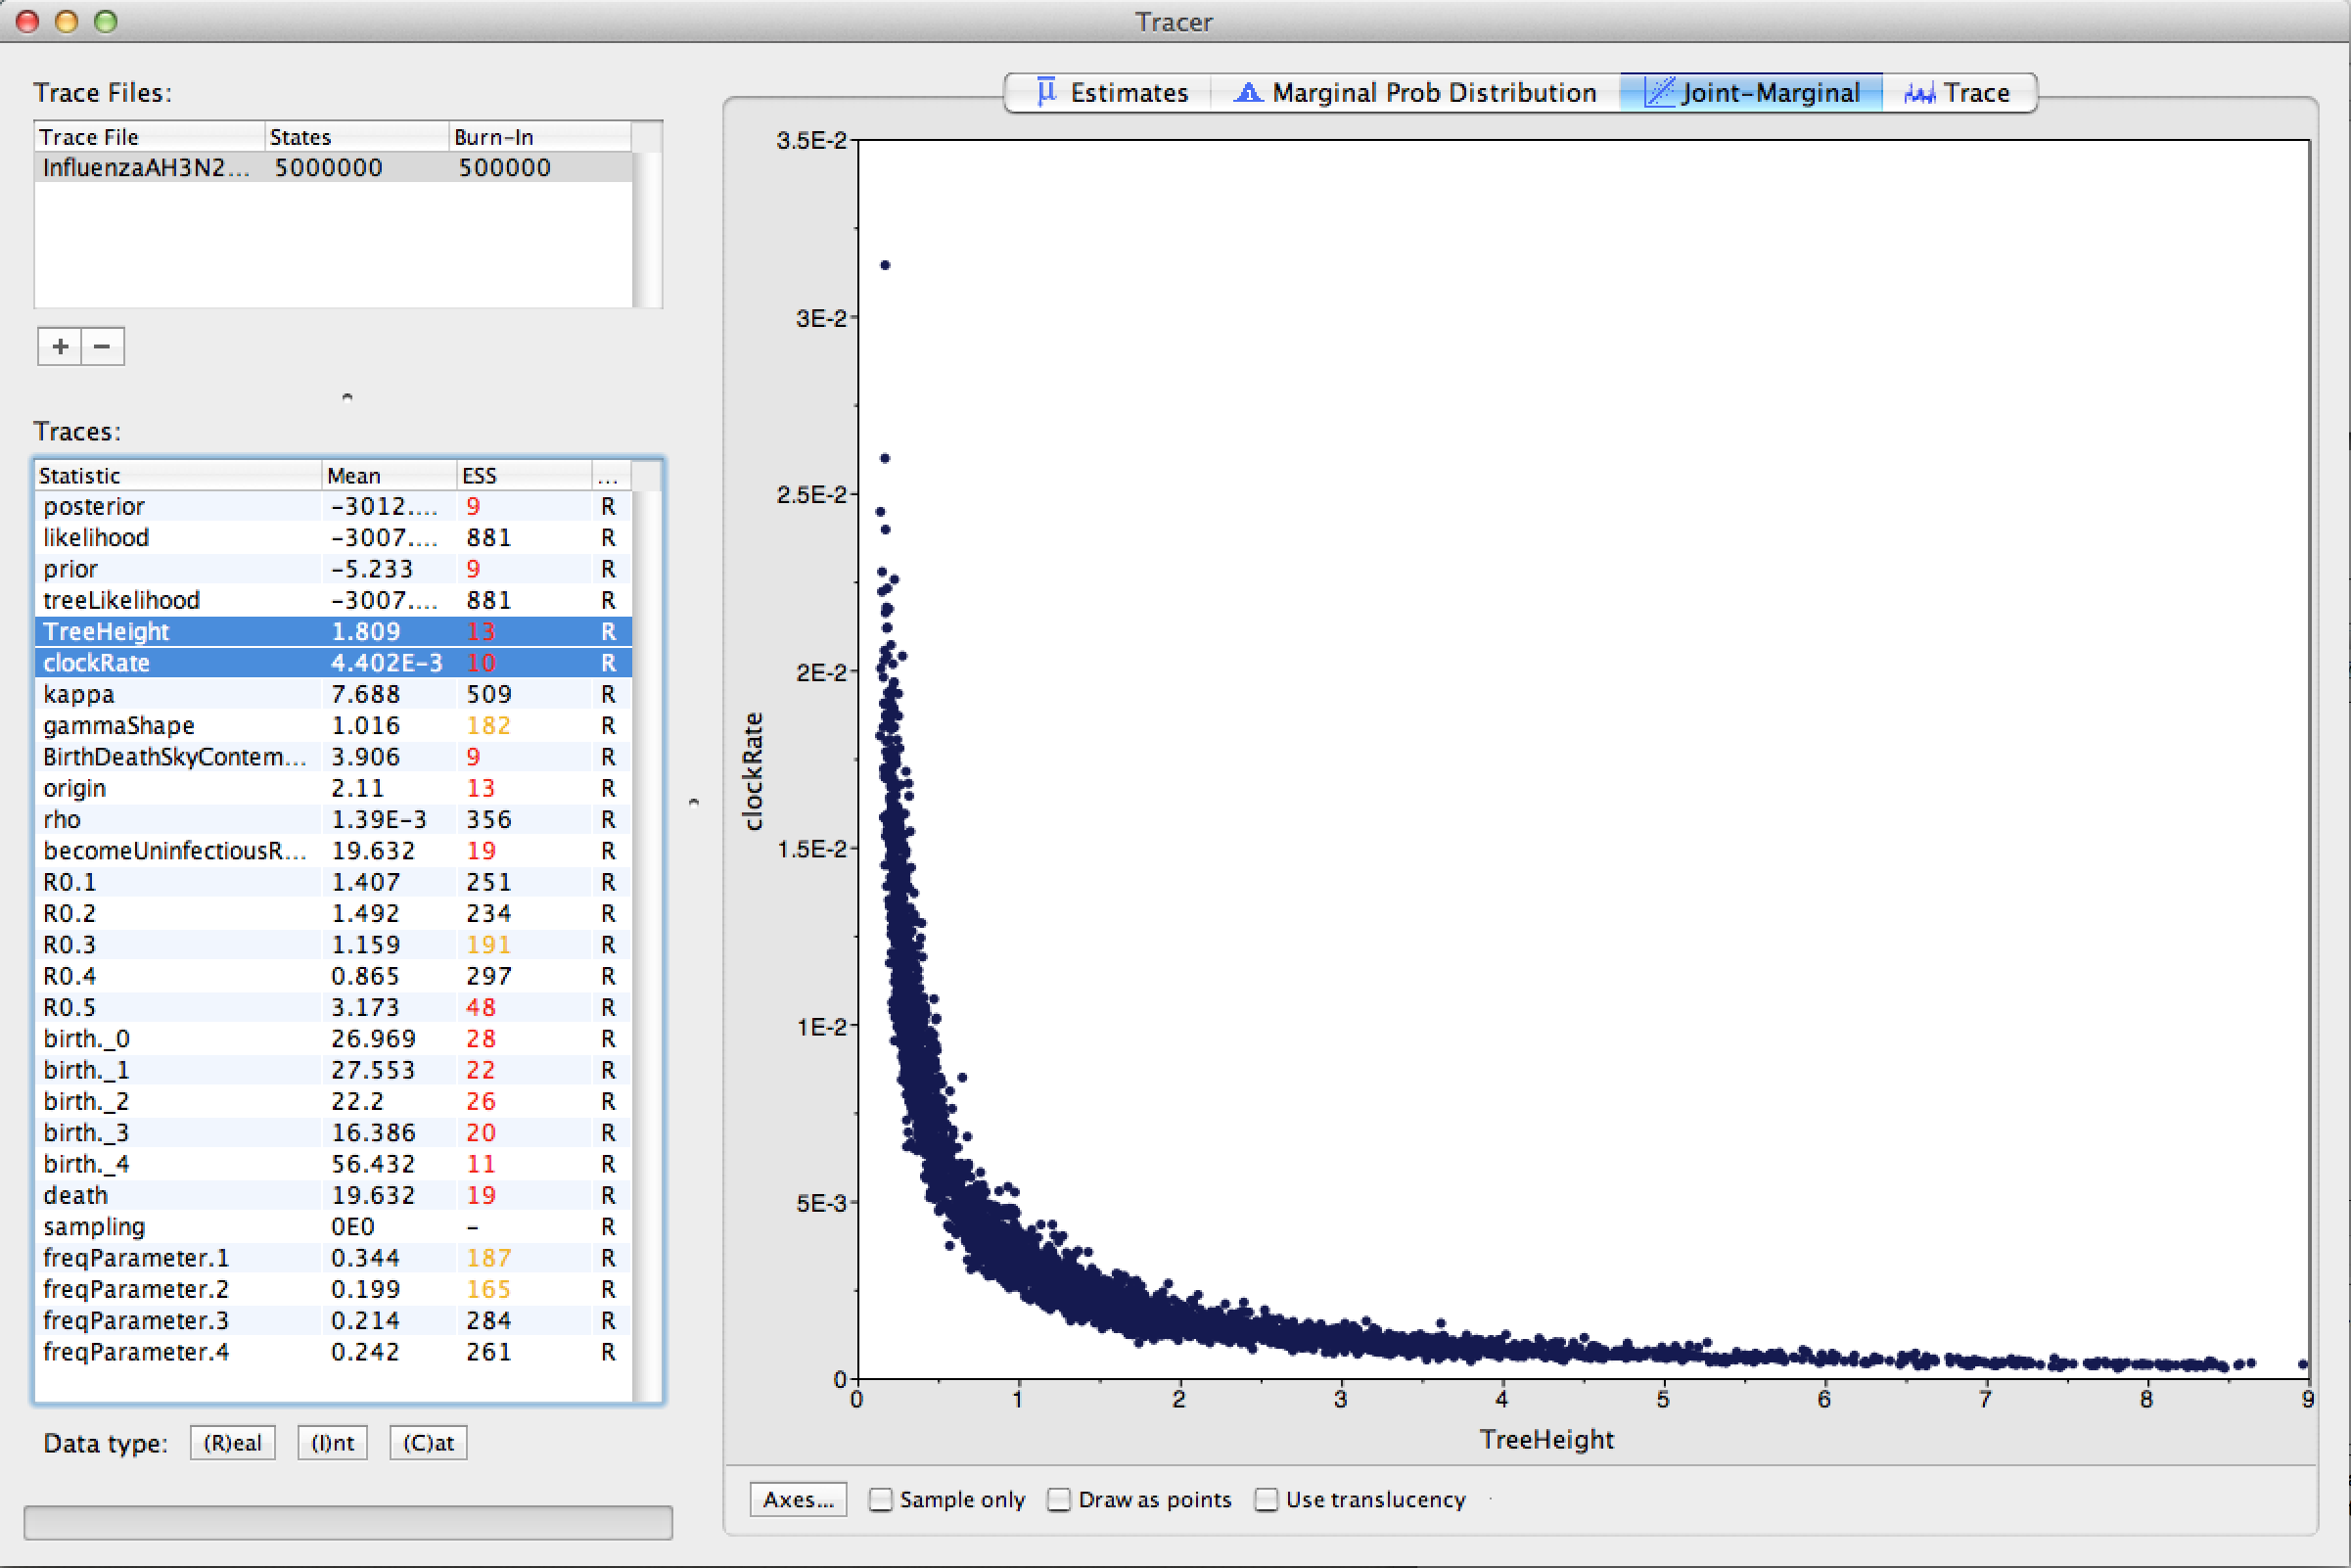 Tracer
Trace Files:
Trace File States Burn-In
InfluenzaAH3N2... 5000000 500000
+ −
Traces:
Statistic Mean ESS ...
posterior -3012.... 9 R
likelihood -3007.... 881 R
prior -5.233 9 R
treeLikelihood -3007.... 881 R
TreeHeight 1.809 13 R
clockRate 4.402E-3 10 R
kappa 7.688 509 R
gammaShape 1.016 182 R
BirthDeathSkyContem... 3.906 9 R
origin 2.11 13 R
rho 1.39E-3 356 R
becomeUninfectiousR... 19.632 19 R
R0.1 1.407 251 R
R0.2 1.492 234 R
R0.3 1.159 191 R
R0.4 0.865 297 R
R0.5 3.173 48 R
birth._0 26.969 28 R
birth._1 27.553 22 R
birth._2 22.2 26 R
birth._3 16.386 20 R
birth._4 56.432 11 R
death 19.632 19 R
sampling 0E0 - R
freqParameter.1 0.344 187 R
freqParameter.2 0.199 165 R
freqParameter.3 0.214 284 R
freqParameter.4 0.242 261 R
Data type: (R)eal (I)nt (C)at
μ Estimates Marginal Prob Distribution Joint-Marginal Trace
3.5E-2
3E-2
2.5E-2
2E-2
1.5E-2
1E-2
5E-3
0
clockRate
0 1 2 3 4 5 6 7 8 9
TreeHeight
Axes... Sample only Draw as points Use translucency